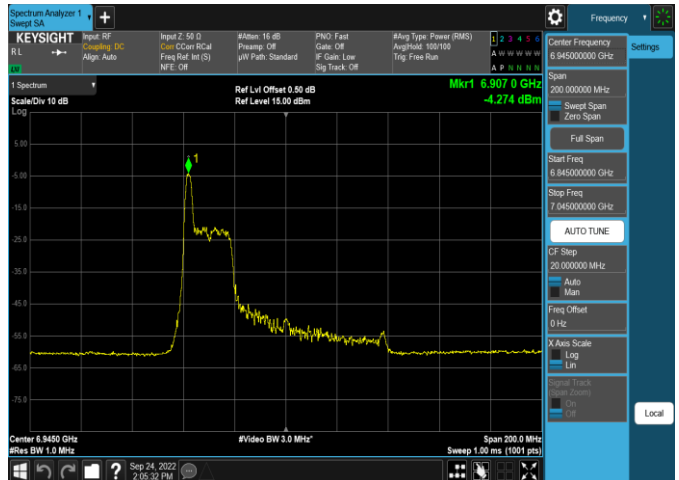 Spectrum Analyzer 1
Swept SA
+
Frequency
KEYSIGHT
RL
Input: RF
Coupling: DC
Align: Auto
Input Z: 50 Ω
Corr CCorr RCal
Freq Ref: Int (S)
NFE: Off
#Atten: 16 dB
Preamp: Off
µW Path: Standard
PNO: Fast
Gate: Off
IF Gain: Low
Sig Track: Off
#Avg Type: Power (RMS)
Avg|Hold: 100/100
Trig: Free Run
1 2 3 4 5 6
A W W W W W
A P N N N N
1 Spectrum
Scale/Div 10 dB
Log
Ref Lvl Offset 0.50 dB
Ref Level 15.00 dBm
Mkr1 6.907 0 GHz
-4.274 dBm
1
5.00
-5.00
-15.0
-25.0
-35.0
-45.0
-55.0
-65.0
-75.0
Center 6.9450 GHz
#Res BW 1.0 MHz
#Video BW 3.0 MHz*
Span 200.0 MHz
Sweep 1.00 ms (1001 pts)
Sep 24, 2022
2:05:32 PM
?
Center Frequency
6.945000000 GHz
Span
200.000000 MHz
Swept Span
Zero Span
Full Span
Start Freq
6.845000000 GHz
Stop Freq
7.045000000 GHz
AUTO TUNE
CF Step
20.000000 MHz
Auto
Man
Freq Offset
0 Hz
X Axis Scale
Log
Lin
Signal Track
(Span Zoom)
On
Off
Settings
Local